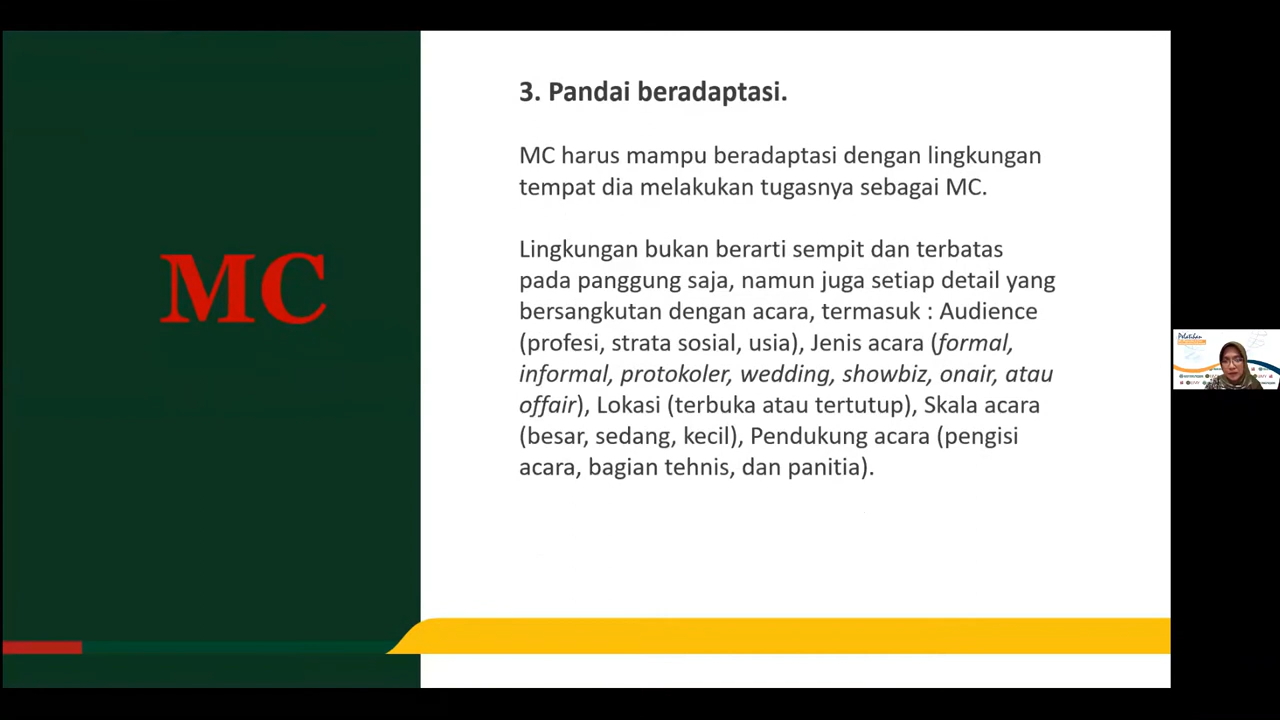 MC
3. Pandai beradaptasi.
MC harus mampu beradaptasi dengan lingkungan
tempat dia melakukan tugasnya sebagai MC.
Lingkungan bukan berarti sempit dan terbatas
pada panggung saja, namun juga setiap detail yang
bersangkutan dengan acara, termasuk : Audience
(profesi, strata sosial, usia), Jenis acara (formal,
informal, protokoler, wedding, showbiz, onair, atau
offair), Lokasi (terbuka atau tertutup), Skala acara
(besar, sedang, kecil), Pendukung acara (pengisi
acara, bagian tehnis, dan panitia).
Pelatihan